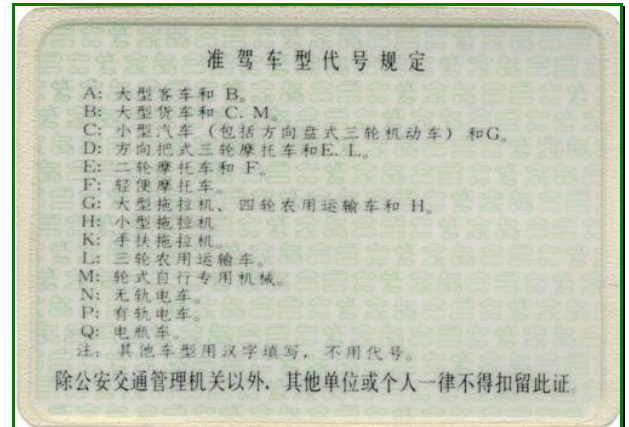 准驾车型代号规定
A: 大型客车和 B。
B: 大型货车和 C. M。
C: 小型汽车（包括方向盘式三轮机动车）和G。
D: 方向把式三轮摩托车和E. L。
E: 二轮摩托车和 F。
F: 轻便摩托车。
G: 大型拖拉机、四轮农用运输车和 H。
H: 小型拖拉机
K: 手扶拖拉机。
L: 三轮农用运输车。
M: 轮式自行专用机械。
N: 无轨电车。
P: 有轨电车。
Q: 电瓶车。
注: 其他车型用汉字填写，不用代号。
除公安交通管理机关以外，其他单位或个人一律不得扣留此证。